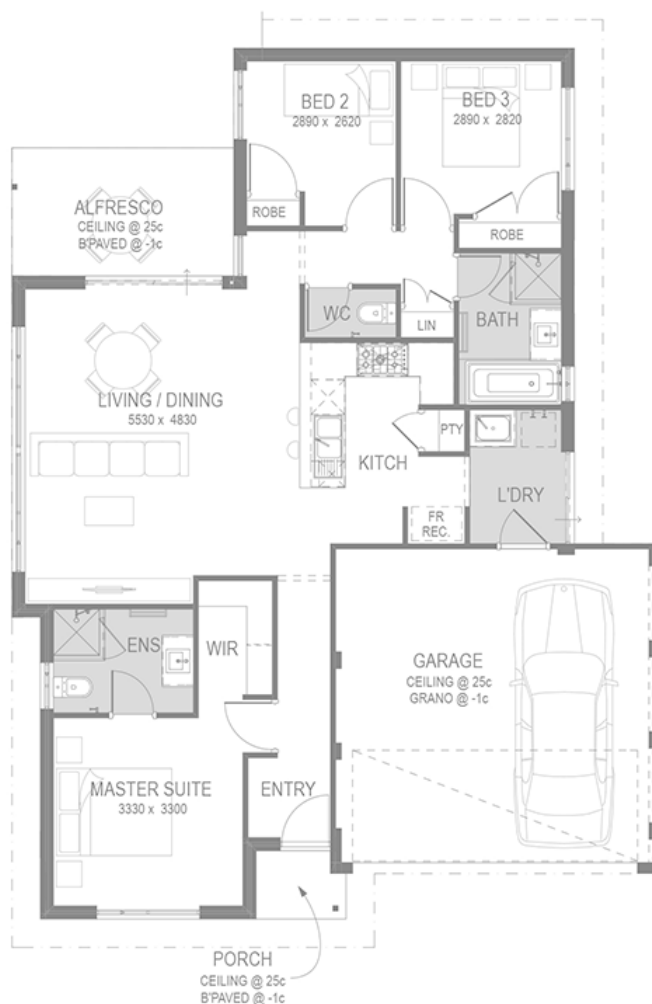 BED 2
2890 x 2620
BED 3
2890 x 2820
ROBE
ROBE
ALFRESCO
CEILING @ 25c
B'PAVED @ -1c
WC
LIN
BATH
LIVING / DINING
5530 x 4830
PTY
KITCH
L'DRY
FR
REC.
ENS
WIR
GARAGE
CEILING @ 25c
GRANO @ -1c
MASTER SUITE
3330 x 3300
ENTRY
PORCH
CEILING @ 25c
B'PAVED @ -1c